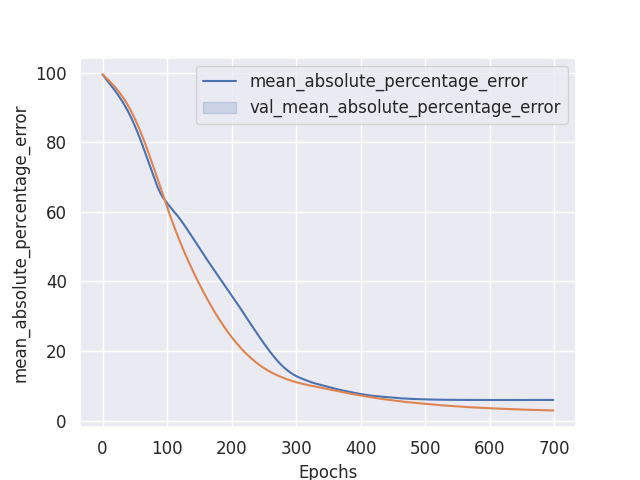 mean_absolute_percentage_error
val_mean_absolute_percentage_error
mean_absolute_percentage_error
100
80
60
40
20
0
0 100 200 300 400 500 600 700
Epochs